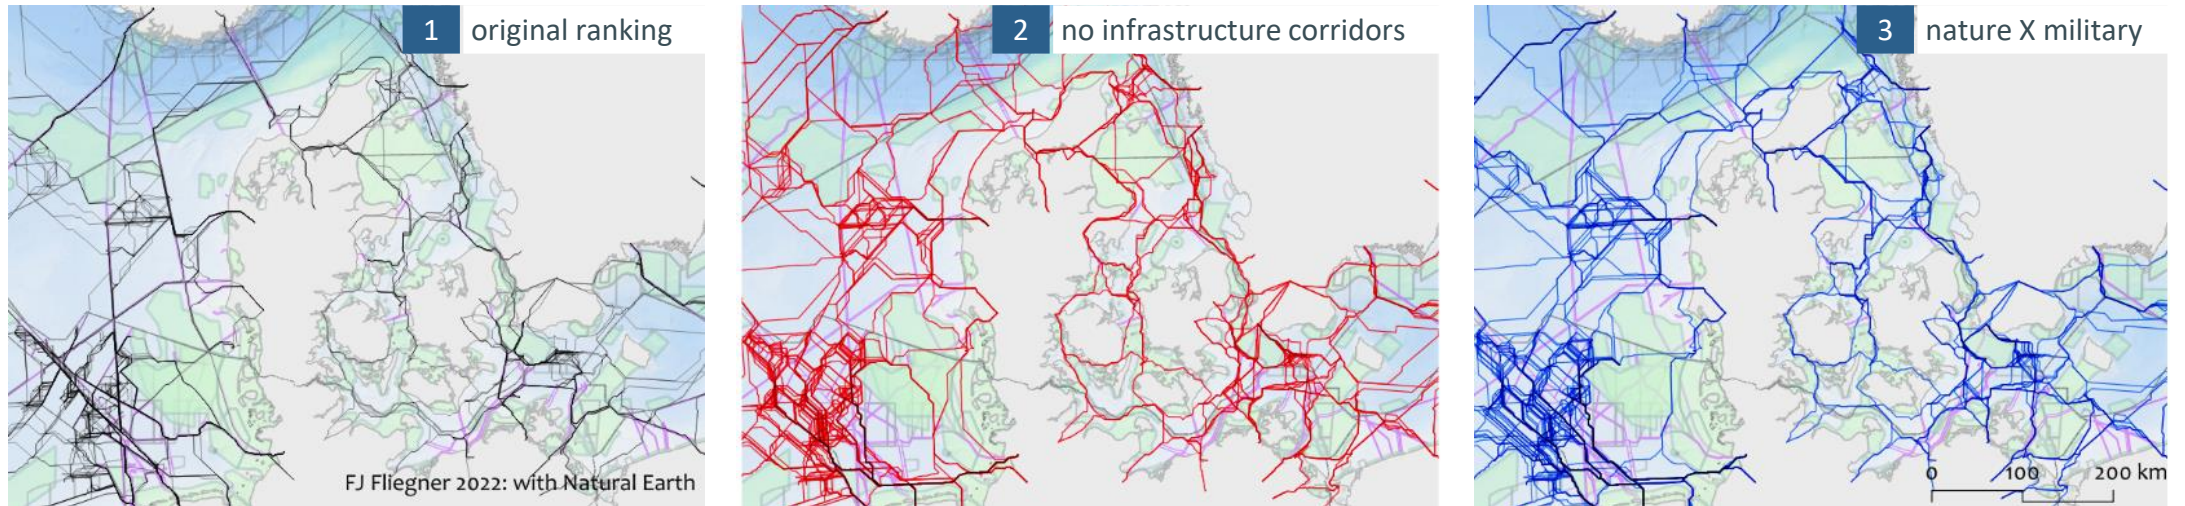 1 original ranking
2 no infrastructure corridors
3 nature X military
FJ Fliegner 2022: with Natural Earth
0 100 200 km